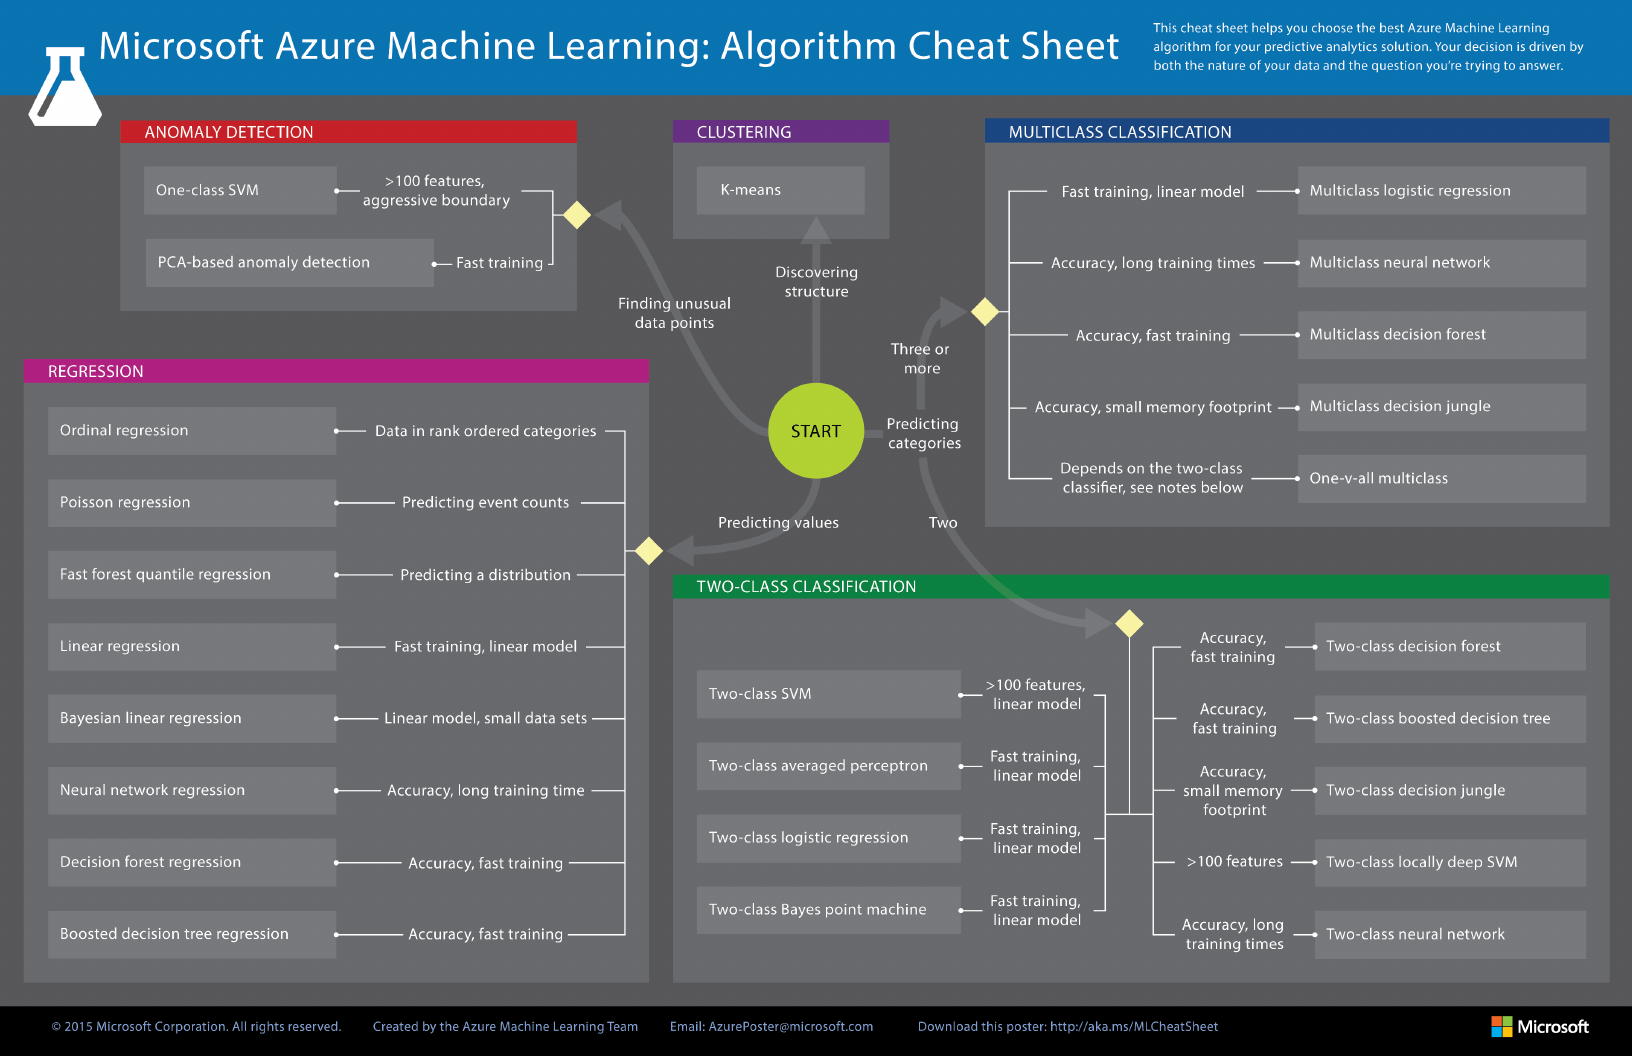 Microsoft Azure Machine Learning: Algorithm Cheat Sheet
This cheat sheet helps you choose the best Azure Machine Learning
algorithm for your predictive analytics solution. Your decision is driven by
both the nature of your data and the question you're trying to answer.
ANOMALY DETECTION
One-class SVM
>100 features,
aggressive boundary
PCA-based anomaly detection
Fast training
CLUSTERING
K-means
MULTICLASS CLASSIFICATION
Fast training, linear model
Multiclass logistic regression
Accuracy, long training times
Multiclass neural network
Accuracy, fast training
Multiclass decision forest
Accuracy, small memory footprint
Multiclass decision jungle
Depends on the two-class
classifier, see notes below
One-v-all multiclass
Finding unusual
data points
Discovering
structure
Three or
more
START
Predicting
categories
Predicting values
Two
REGRESSION
Ordinal regression
Data in rank ordered categories
Poisson regression
Predicting event counts
Fast forest quantile regression
Predicting a distribution
Linear regression
Fast training, linear model
Bayesian linear regression
Linear model, small data sets
Neural network regression
Accuracy, long training time
Decision forest regression
Accuracy, fast training
Boosted decision tree regression
Accuracy, fast training
TWO-CLASS CLASSIFICATION
Two-class SVM
>100 features,
linear model
Two-class averaged perceptron
Fast training,
linear model
Two-class logistic regression
Fast training,
linear model
Two-class Bayes point machine
Fast training,
linear model
Accuracy,
fast training
Two-class decision forest
Accuracy,
fast training
Two-class boosted decision tree
Accuracy,
small memory
footprint
Two-class decision jungle
>100 features
Two-class locally deep SVM
Accuracy, long
training times
Two-class neural network
© 2015 Microsoft Corporation. All rights reserved.
Created by the Azure Machine Learning Team
Email: AzurePoster@microsoft.com
Download this poster: http://aka.ms/MLCheatSheet
Microsoft